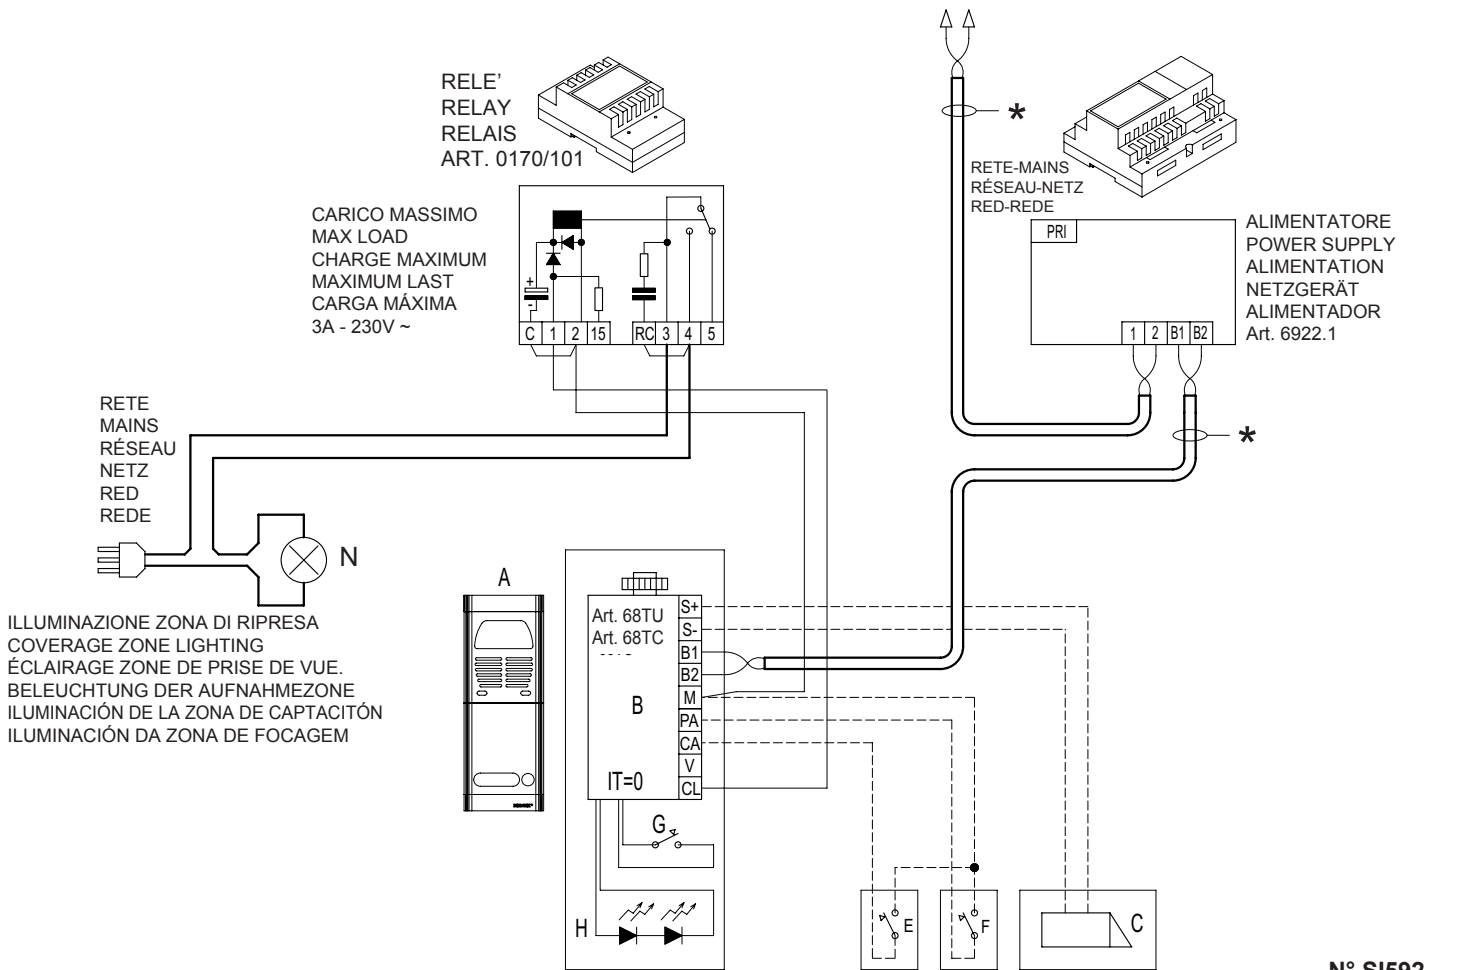 RELE'
RELAY
RELAIS
ART. 0170/101
CARICO MASSIMO
MAX LOAD
CHARGE MAXIMUM
MAXIMUM LAST
CARGA MÁXIMA
3A - 230V ~
+
-
C 1 2 15 RC 3 4 5
*
RETE-MAINS
RÉSEAU-NETZ
RED-REDE
PRI
1 2 B1 B2
ALIMENTATORE
POWER SUPPLY
ALIMENTATION
NETZGERÄT
ALIMENTADOR
Art. 6922.1
*
RETE
MAINS
RÉSEAU
NETZ
RED
REDE
N
ILLUMINAZIONE ZONA DI RIPRESA
COVERAGE ZONE LIGHTING
ÉCLAIRAGE ZONE DE PRISE DE VUE.
BELEUCHTUNG DER AUFNAHMEZONE
ILUMINACIÓN DE LA ZONA DE CAPTACITÓN
ILUMINACIÓN DA ZONA DE FOCAGEM
A
Art. 68TU
Art. 68TC
B
IT=0
S+
S-
B1
B2
M
PA
CA
V
CL
G
H
E
F
C